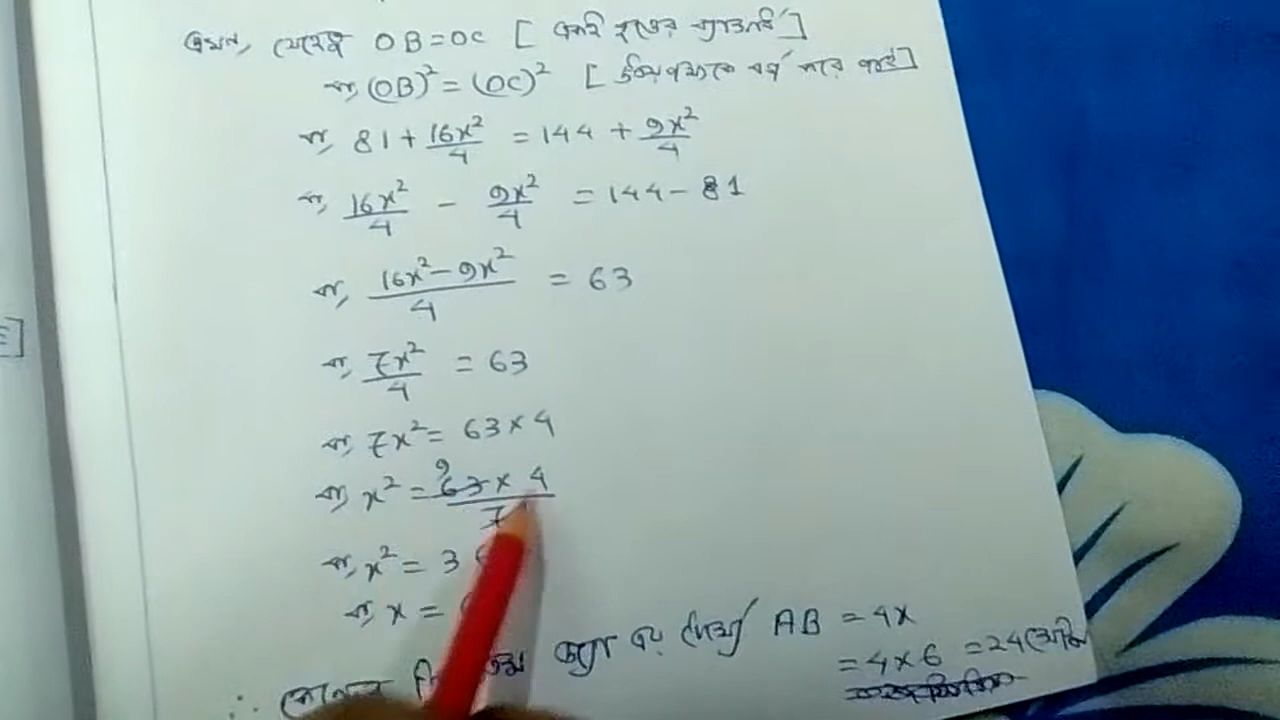 এখন, যেহেতু OB = OC [ একই বৃত্তের ব্যাসার্ধ ]
বা, (OB)² = (OC)² [ উভয়পক্ষকে বর্গ করে পাই ]
বা, 81 + 16x²/4 = 144 + 9x²/4
বা, 16x²/4 - 9x²/4 = 144 - 81
বা, (16x² - 9x²)/4 = 63
বা, 7x²/4 = 63
বা, 7x² = 63 × 4
বা, x² = 63 × 4/7
9
বা, x² = 3
বা, x =
∴ জ্যা এর দৈর্ঘ্য AB = 4x
= 4 × 6 = 24